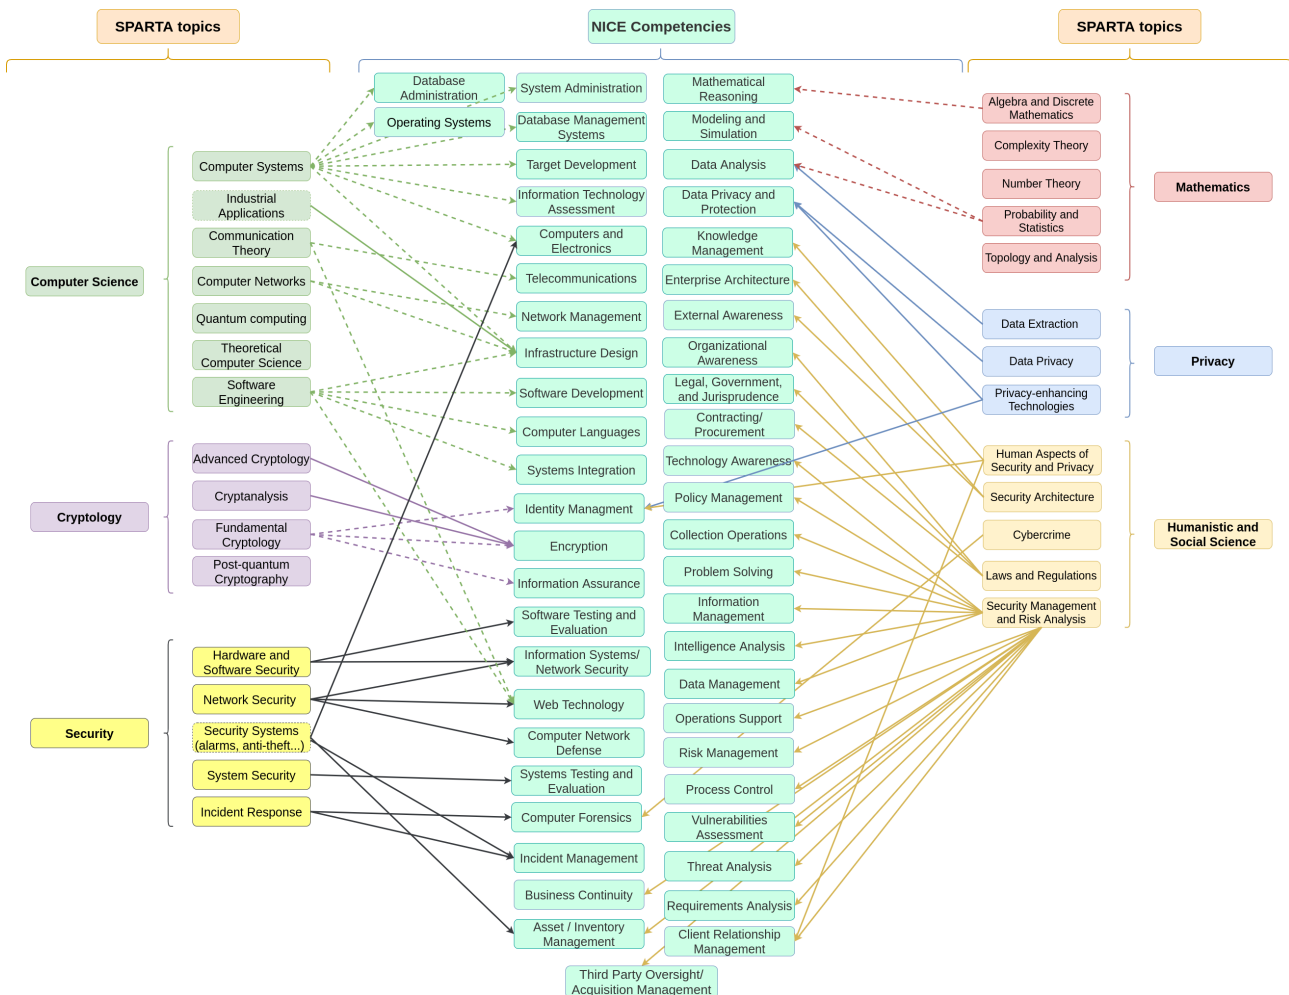 SPARTA topics
NICE Competencies
SPARTA topics
Computer Science
Cryptology
Security
Computer Systems
Industrial
Applications
Communication
Theory
Computer Networks
Quantum computing
Theoretical
Computer Science
Software
Engineering
Advanced Cryptology
Cryptanalysis
Fundamental
Cryptology
Post-quantum
Cryptography
Hardware and
Software Security
Network Security
Security Systems
(alarms, anti-theft...)
System Security
Incident Response
Database
Administration
Operating Systems
System Administration
Database Management
Systems
Target Development
Information Technology
Assessment
Computers and
Electronics
Telecommunications
Network Management
Infrastructure Design
Software Development
Computer Languages
Systems Integration
Identity Managment
Encryption
Information Assurance
Software Testing and
Evaluation
Information Systems/
Network Security
Web Technology
Computer Network
Defense
Systems Testing and
Evaluation
Computer Forensics
Incident Management
Business Continuity
Asset / Inventory
Management
Third Party Oversight/
Acquisition Management
Mathematical
Reasoning
Modeling and
Simulation
Data Analysis
Data Privacy and
Protection
Knowledge
Management
Enterprise Architecture
External Awareness
Organizational
Awareness
Legal, Government,
and Jurisprudence
Contracting/
Procurement
Technology Awareness
Policy Management
Collection Operations
Problem Solving
Information
Management
Intelligence Analysis
Data Management
Operations Support
Risk Management
Process Control
Vulnerabilities
Assessment
Threat Analysis
Requirements Analysis
Client Relationship
Management
Algebra and Discrete
Mathematics
Complexity Theory
Number Theory
Probability and
Statistics
Topology and Analysis
Data Extraction
Data Privacy
Privacy-enhancing
Technologies
Human Aspects of
Security and Privacy
Security Architecture
Cybercrime
Laws and Regulations
Security Management
and Risk Analysis
Mathematics
Privacy
Humanistic and
Social Science